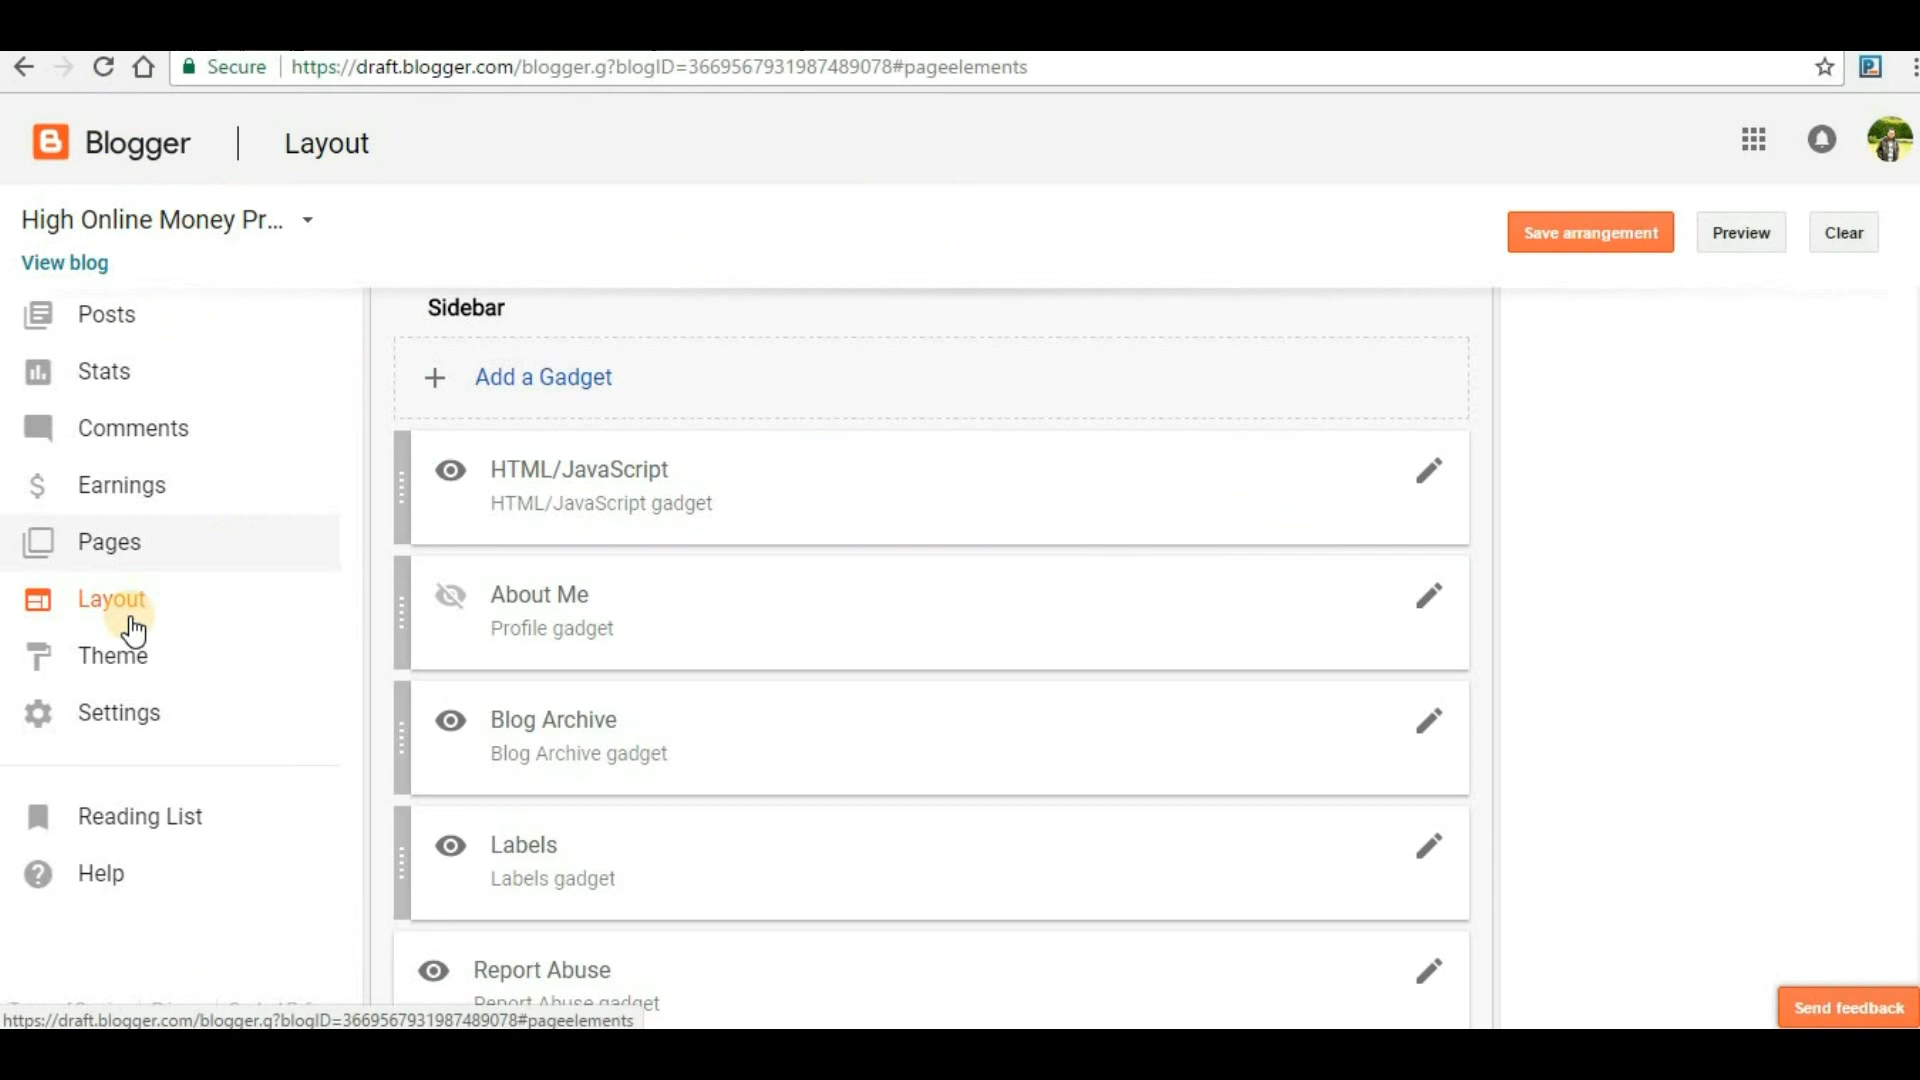 Secure
https://draft.blogger.com/blogger.g?blogID=3669567931987489078#pageelements
Blogger
Layout
High Online Money Pr...
View blog
Save arrangement
Preview
Clear
Posts
Stats
Comments
Earnings
Pages
Layout
Theme
Settings
Reading List
Help
Sidebar
Add a Gadget
HTML/JavaScript
HTML/JavaScript gadget
About Me
Profile gadget
Blog Archive
Blog Archive gadget
Labels
Labels gadget
Report Abuse
Report Abuse gadget
https://draft.blogger.com/blogger.g?blogID=3669567931987489078#pageelements
Send feedback